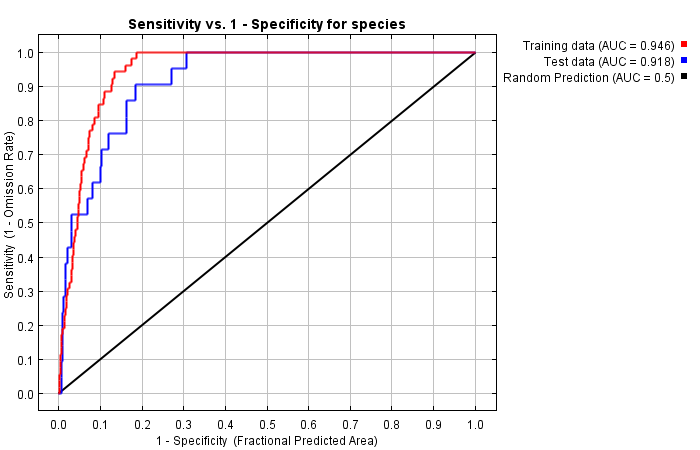 Sensitivity vs. 1 - Specificity for species
Training data (AUC = 0.946)
Test data (AUC = 0.918)
Random Prediction (AUC = 0.5)
Sensitivity (1 - Omission Rate)
1.0
0.9
0.8
0.7
0.6
0.5
0.4
0.3
0.2
0.1
0.0
0.0 0.1 0.2 0.3 0.4 0.5 0.6 0.7 0.8 0.9 1.0
1 - Specificity (Fractional Predicted Area)